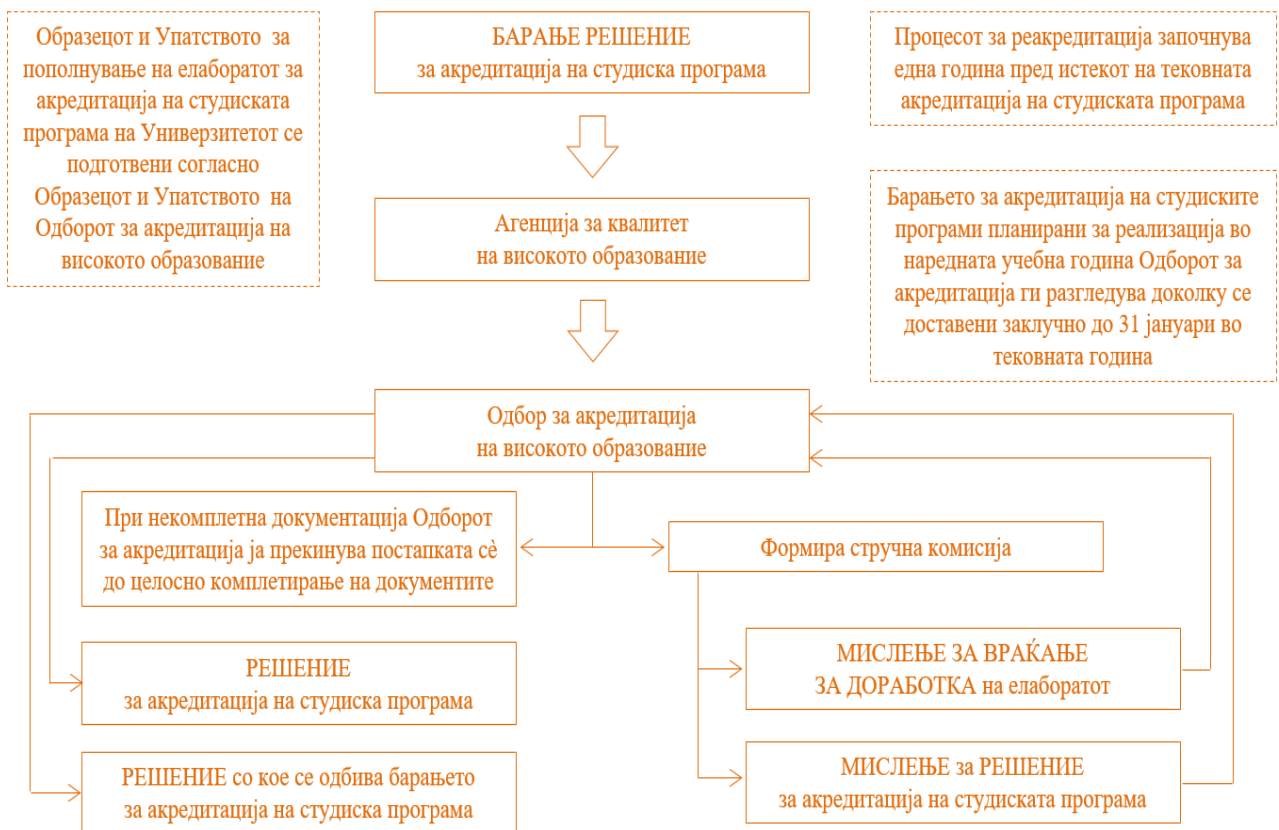 Образецот и Упатството за
пополнување на елаборатот за
акредитација на студиската
програма на Универзитетот се
подготвени согласно
Образецот и Упатството на
Одборот за акредитација на
високото образование
БАРАЊЕ РЕШЕНИЕ
за акредитација на студиска програма
Процесот за реакредитација започнува
една година пред истекот на тековната
акредитација на студиската програма
Агенција за квалитет
на високото образование
Барањето за акредитација на студиските
програми планирани за реализација во
наредната учебна година Одборот за
акредитација ги разгледува доколку се
доставени заклучно до 31 јануари во
тековната година
Одбор за акредитација
на високото образование
При некомплетна документација Одборот
за акредитација ја прекинува постапката сè
до целосно комплетирање на документите
Формира стручна комисија
РЕШЕНИЕ
за акредитација на студиска програма
МИСЛЕЊЕ ЗА ВРАЌАЊЕ
ЗА ДОРАБОТКА на елаборатот
РЕШЕНИЕ со кое се одбива барањето
за акредитација на студиска програма
МИСЛЕЊЕ за РЕШЕНИЕ
за акредитација на студиската програма